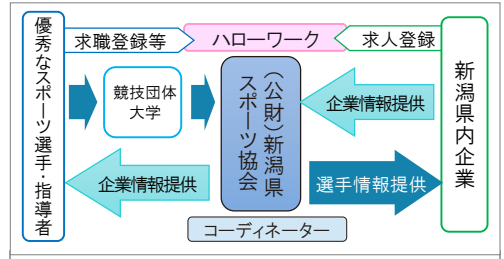 優秀なスポーツ選手・指導者
求職登録等
ハローワーク
求人登録
競技団体
大学
(公財)新潟県
スポーツ協会
企業情報提供
新潟県内企業
企業情報提供
選手情報提供
コーディネーター